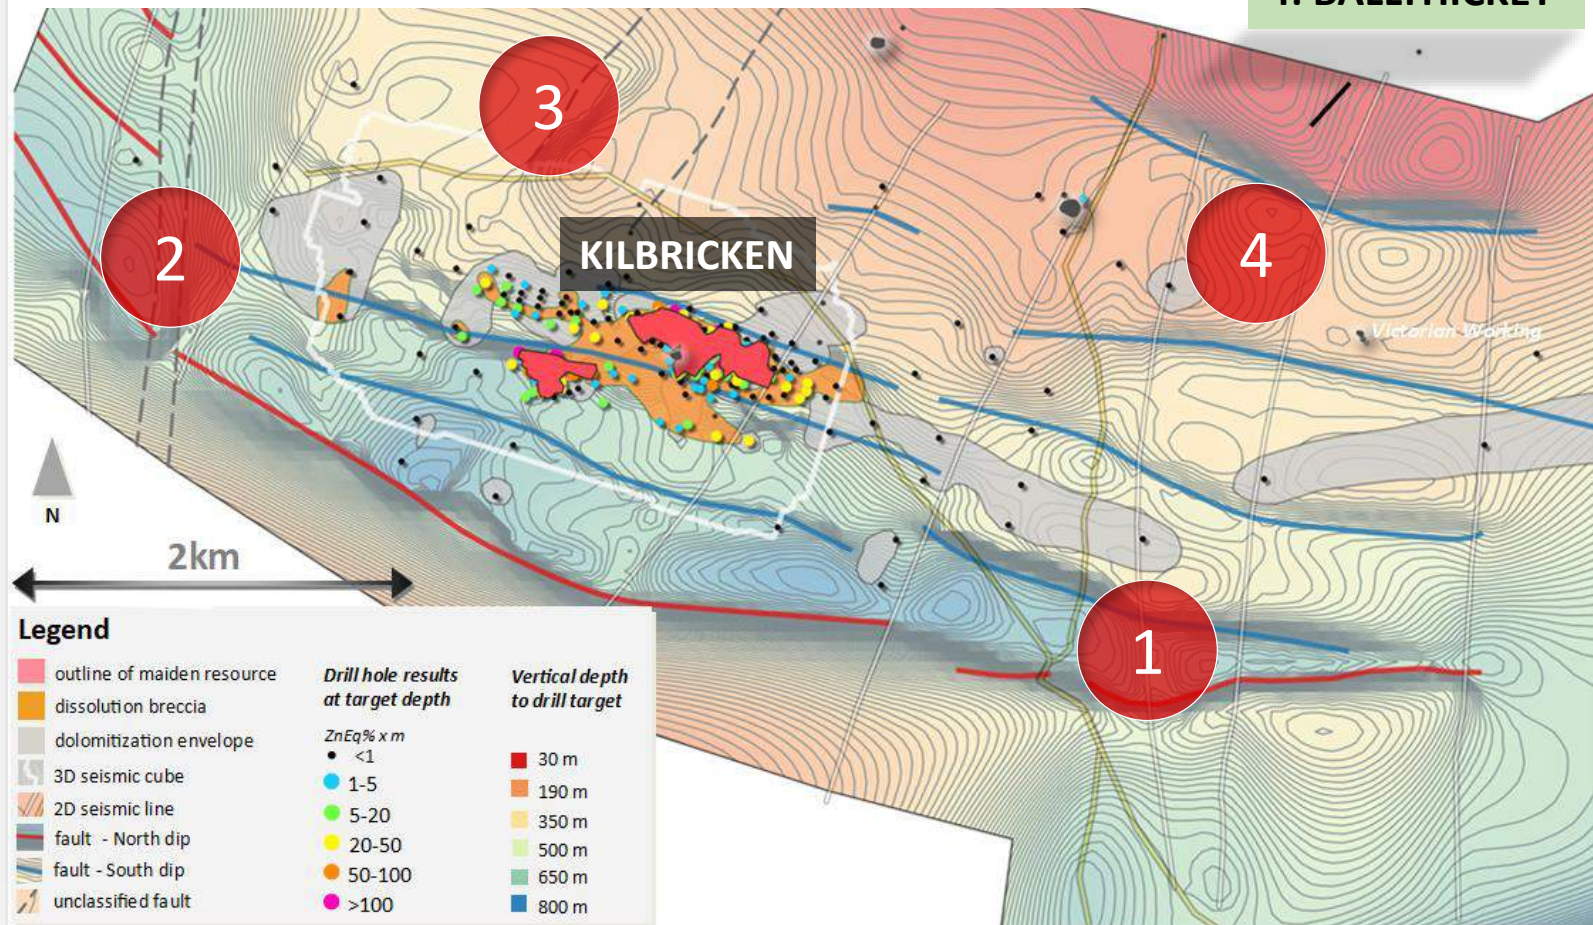 3
2
KILBRICKEN
4
Victorian Working
N
2km
1
Legend
outline of maiden resource
dissolution breccia
dolomitization envelope
3D seismic cube
2D seismic line
fault - North dip
fault - South dip
unclassified fault
Drill hole results
at target depth
ZnEq% x m
<1
1-5
5-20
20-50
50-100
>100
Vertical depth
to drill target
30 m
190 m
350 m
500 m
650 m
800 m